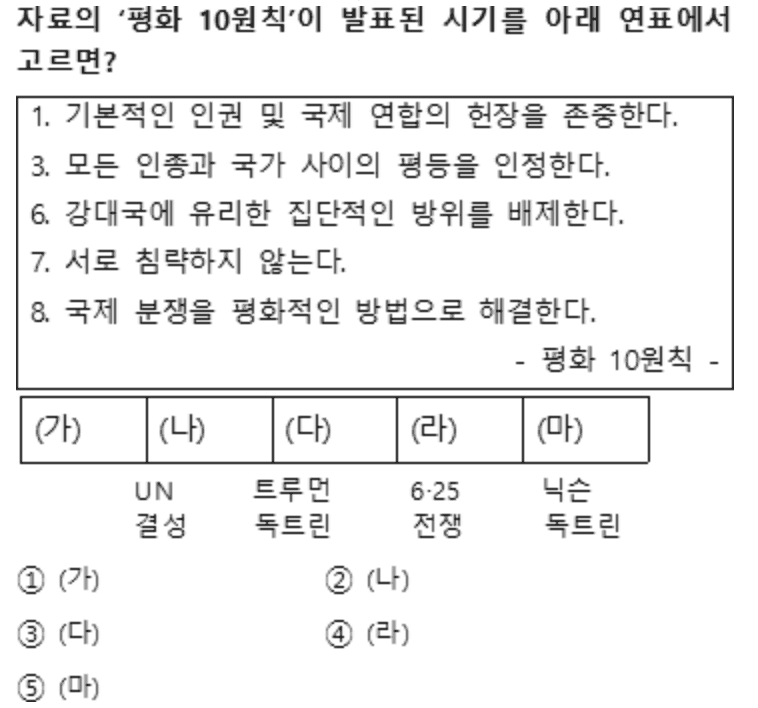 자료의 '평화 10원칙'이 발표된 시기를 아래 연표에서
고르면?
1. 기본적인 인권 및 국제 연합의 헌장을 존중한다.
3. 모든 인종과 국가 사이의 평등을 인정한다.
6. 강대국에 유리한 집단적인 방위를 배제한다.
7. 서로 침략하지 않는다.
8. 국제 분쟁을 평화적인 방법으로 해결한다.
- 평화 10원칙 -
(가) (나) (다) (라) (마)
UN 트루먼 6·25 닉슨
결성 독트린 전쟁 독트린
① (가) ② (나)
③ (다) ④ (라)
⑤ (마)